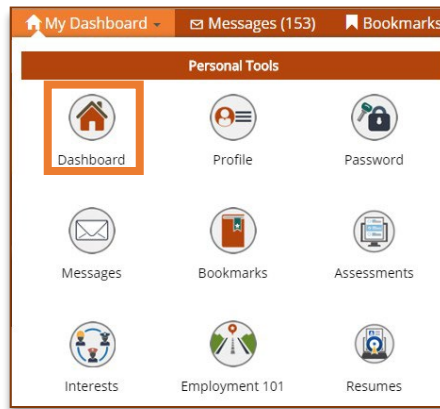 My Dashboard Messages (153) Bookmarks
Personal Tools
Dashboard Profile Password
Messages Bookmarks Assessments
Interests Employment 101 Resumes